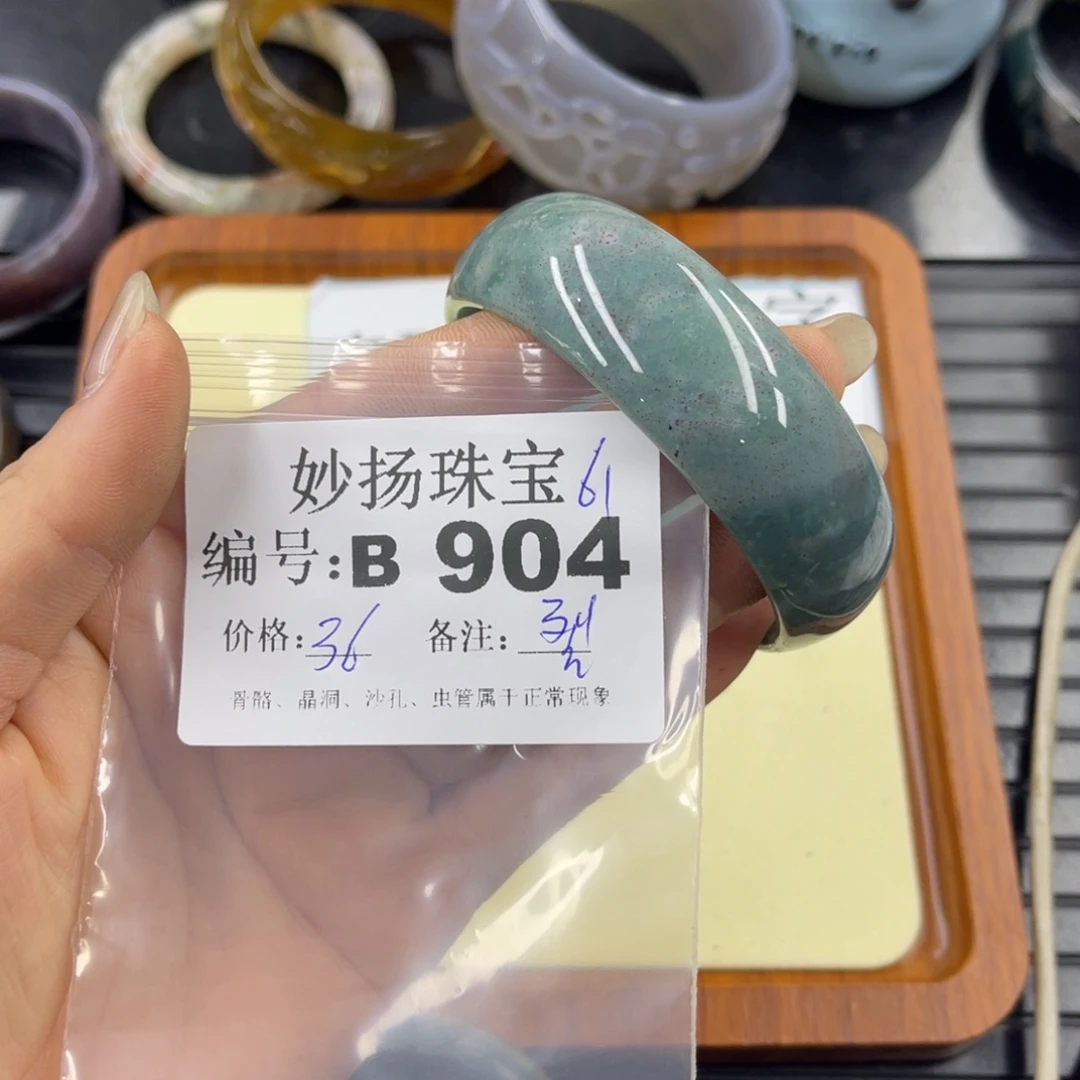 妙扬珠宝 61
编号:B 904
价格:36 备注:
骨骼、晶洞、沙孔、虫管属于正常现象